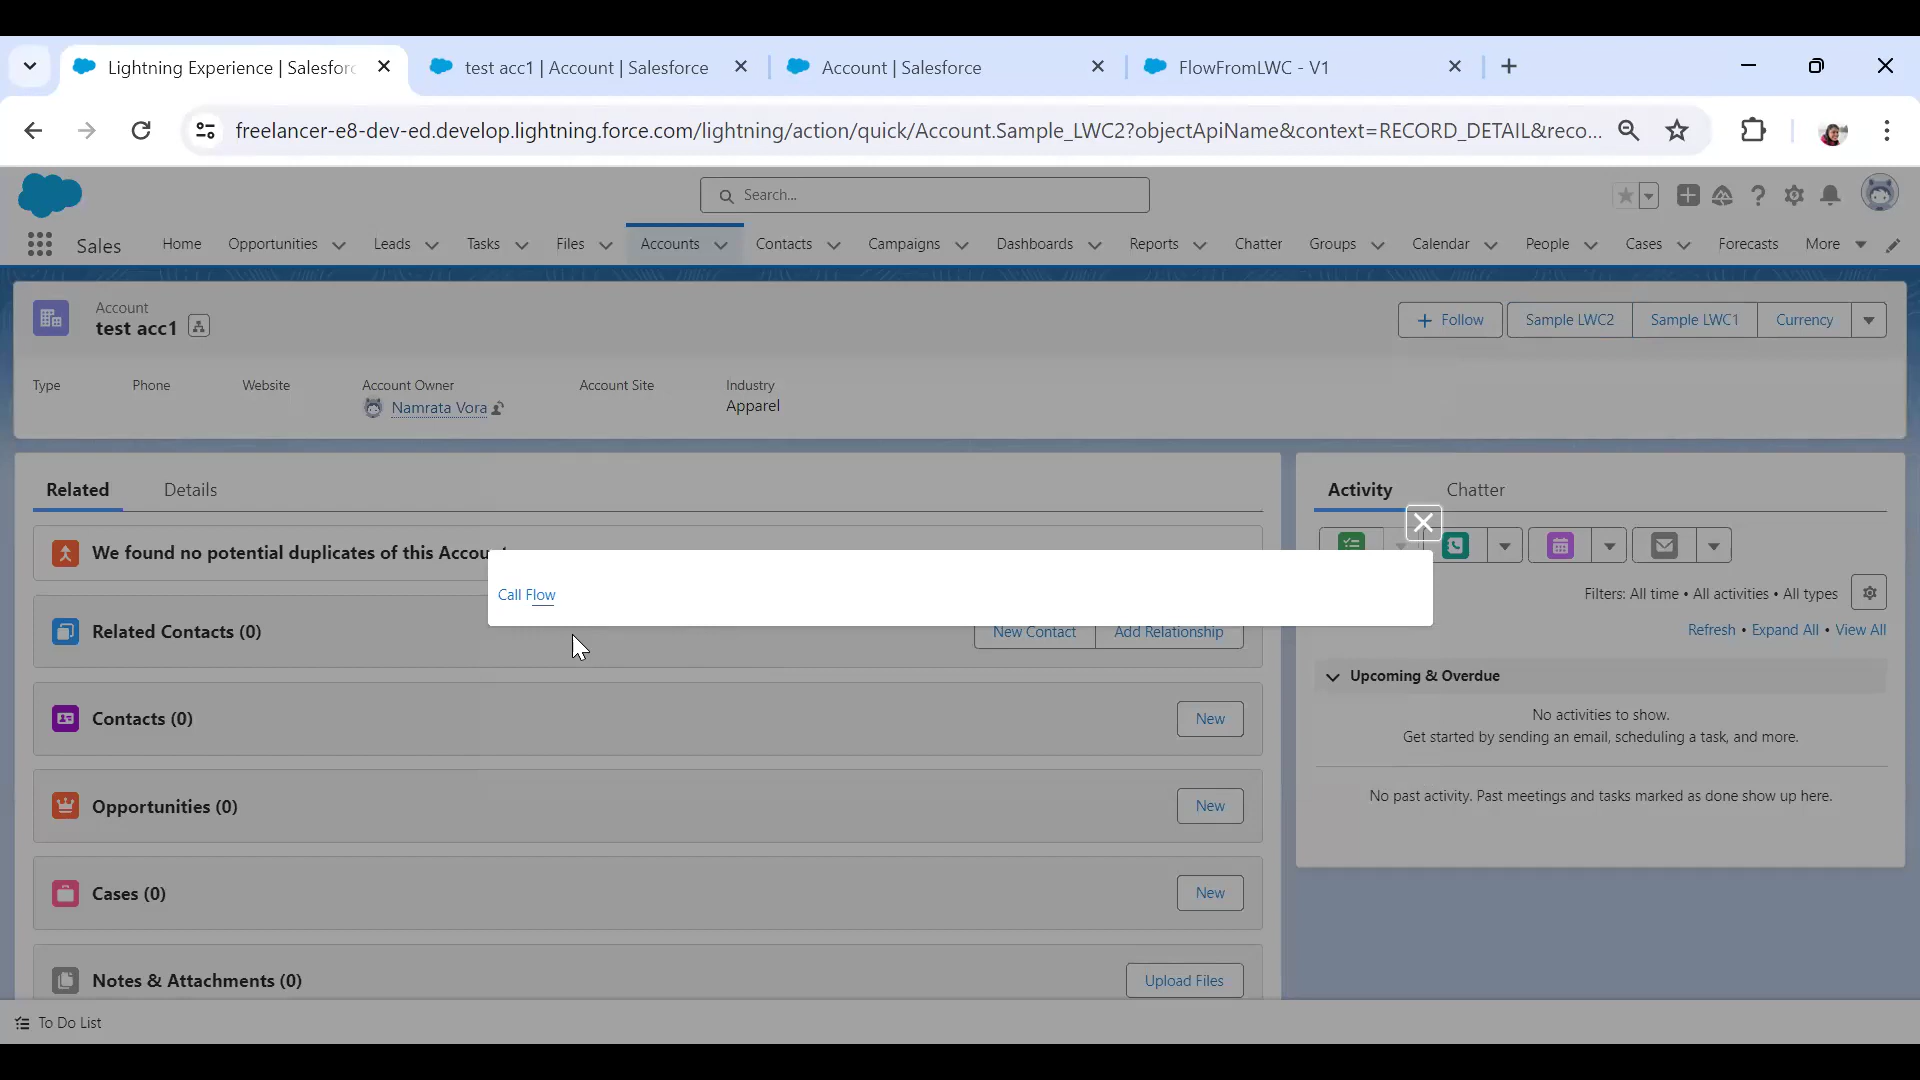 Lightning Experience | Salesforc
test acc1 | Account | Salesforce
Account | Salesforce
FlowFromLWC - V1
freelancer-e8-dev-ed.develop.lightning.force.com/lightning/action/quick/Account.Sample_LWC2?objectApiName&context=RECORD_DETAIL&reco...
Search...
Sales
Home
Opportunities
Leads
Tasks
Files
Accounts
Contacts
Campaigns
Dashboards
Reports
Chatter
Groups
Calendar
People
Cases
Forecasts
More
Account
test acc1
Follow
Sample LWC2
Sample LWC1
Currency
Type
Phone
Website
Account Owner
Account Site
Industry
Namrata Vora
Apparel
Related
Details
Activity
Chatter
We found no potential duplicates of this
Call Flow
Filters: All time • All activities • All types
Related Contacts (0)
New Contact
Add Relationship
Refresh • Expand All • View All
Upcoming & Overdue
Contacts (0)
New
No activities to show.
Get started by sending an email, scheduling a task, and more.
Opportunities (0)
New
No past activity. Past meetings and tasks marked as done show up here.
Cases (0)
New
Notes & Attachments (0)
Upload Files
To Do List